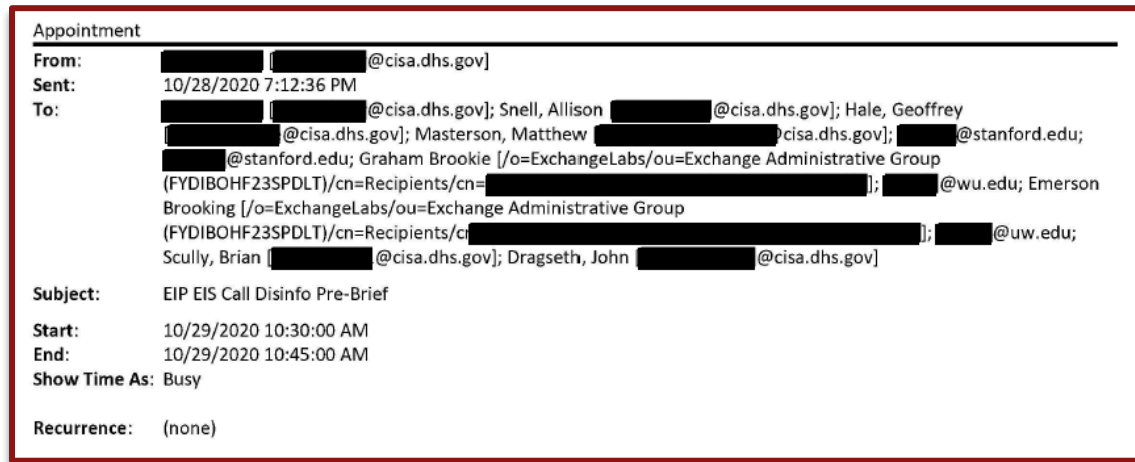 Appointment
From: [ @cisa.dhs.gov]
Sent: 10/28/2020 7:12:36 PM
To: [ @cisa.dhs.gov]; Snell, Allison [ @cisa.dhs.gov]; Hale, Geoffrey
[ @cisa.dhs.gov]; Masterson, Matthew [ cisa.dhs.gov]; @stanford.edu;
@stanford.edu; Graham Brookie [/o=ExchangeLabs/ou=Exchange Administrative Group
(FYDIBOHF23SPDLT)/cn=Recipients/cn= ]; @wu.edu; Emerson
Brooking [/o=ExchangeLabs/ou=Exchange Administrative Group
(FYDIBOHF23SPDLT)/cn=Recipients/c ]; @uw.edu;
Scully, Brian [ @cisa.dhs.gov]; Dragseth, John [ @cisa.dhs.gov]
Subject: EIP EIS Call Disinfo Pre-Brief
Start: 10/29/2020 10:30:00 AM
End: 10/29/2020 10:45:00 AM
Show Time As: Busy
Recurrence: (none)